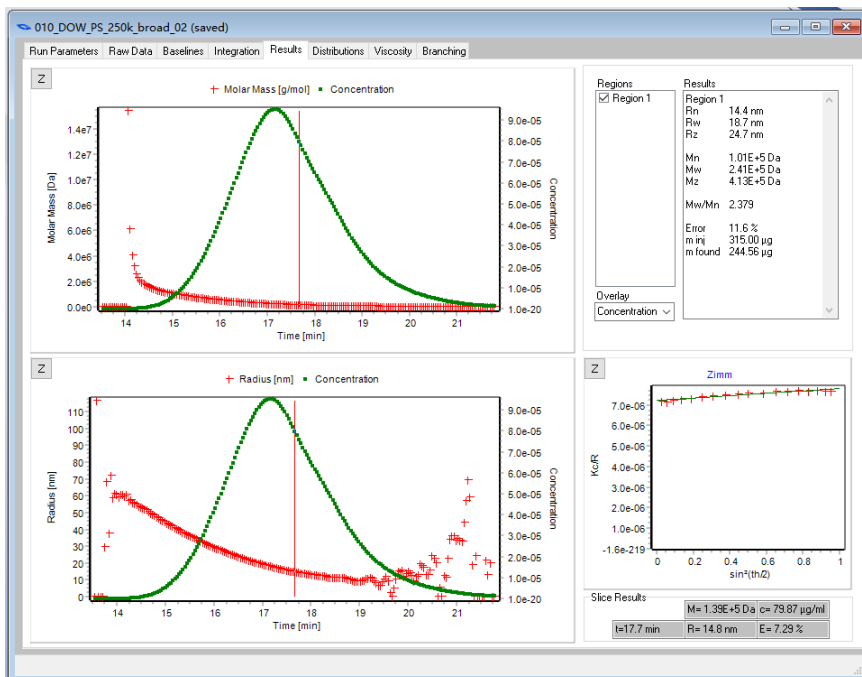 010_DOW_PS_250k_broad_02 (saved)
Run Parameters Raw Data Baselines Integration Results Distributions Viscosity Branching
Z
Molar Mass [g/mol] Concentration
1.4e7
1.2e7
1.0e7
8.0e6
6.0e6
4.0e6
2.0e6
0.0e0
Molar Mass [Da]
9.0e-05
8.0e-05
7.0e-05
6.0e-05
5.0e-05
4.0e-05
3.0e-05
2.0e-05
1.0e-05
1.0e-20
Concentration
14 15 16 17 18 19 20 21
Time [min]
Regions
Region 1
Overlay
Concentration
Results
Region 1
Rn 14.4 nm
Rw 18.7 nm
Rz 24.7 nm
Mn 1.01E+5 Da
Mw 2.41E+5 Da
Mz 4.13E+5 Da
Mw/Mn 2.379
Error 11.6 %
m inj 315.00 µg
m found 244.56 µg
Z
Radius [nm] Concentration
110
100
90
80
70
60
50
40
30
20
10
0
Radius [nm]
9.0e-05
8.0e-05
7.0e-05
6.0e-05
5.0e-05
4.0e-05
3.0e-05
2.0e-05
1.0e-05
1.0e-20
Concentration
14 15 16 17 18 19 20 21
Time [min]
Z
Zimm
7.0e-06
6.0e-06
5.0e-06
4.0e-06
3.0e-06
2.0e-06
1.0e-06
-1.6e-219
Kc/R
0 0.2 0.4 0.6 0.8 1
sin²(th/2)
Slice Results
M= 1.39E+5 Da c= 79.87 µg/ml
t=17.7 min R= 14.8 nm E= 7.29 %